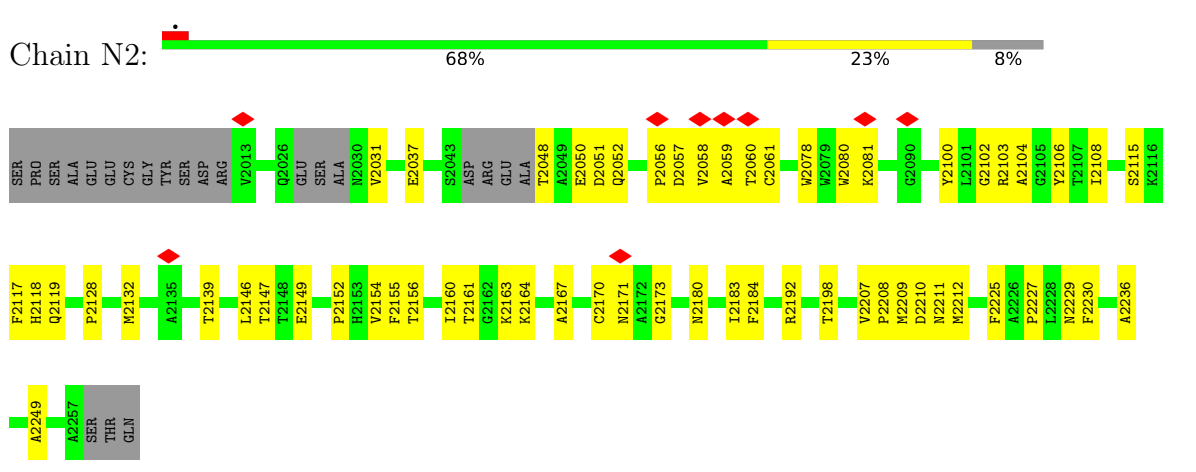 Chain N2:
68% 23% 8%
SER PRO SER ALA GLU GLU CYS GLY TYR SER ASP ARG V2013 Q2026 GLU SER ALA N2030 V2031 E2037 S2043 ASP ARG GLU ALA T2048 A2049 E2050 D2051 Q2052 P2056 D2057 V2058 A2059 T2060 C2061 W2078 W2079 W2080 K2081 G2090 Y2100 L2101 G2102 R2103 A2104 G2105 Y2106 T2107 I2108 S2115 K2116
F2117 H2118 Q2119 P2128 M2132 A2135 T2139 L2146 T2147 T2148 E2149 P2152 H2153 V2154 F2155 T2156 I2160 T2161 G2162 K2163 K2164 A2167 C2170 N2171 A2172 G2173 N2180 I2183 F2184 R2192 T2198 V2207 P2208 M2209 D2210 N2211 M2212 F2225 A2226 P2227 L2228 N2229 F2230 A2236
A2249 A2257 SER THR GLN